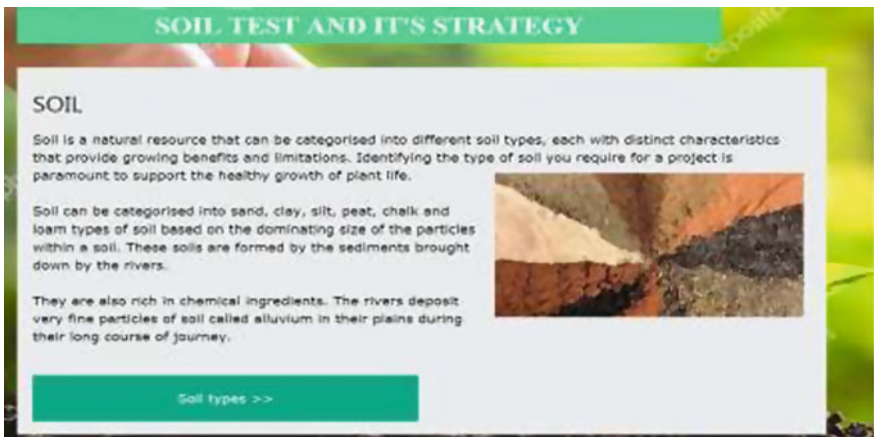 SOIL TEST AND IT'S STRATEGY
SOIL
Soil is a natural resource that can be categorised into different soil types, each with distinct characteristics
that provide growing benefits and limitations. Identifying the type of soil you require for a project is
paramount to support the healthy growth of plant life.
Soil can be categorised into sand, clay, silt, peat, chalk and
loam types of soil based on the dominating size of the particles
within a soil. These soils are formed by the sediments brought
down by the rivers.
They are also rich in chemical ingredients. The rivers deposit
very fine particles of soil called alluvium in their plains during
their long course of journey.
Soil types >>